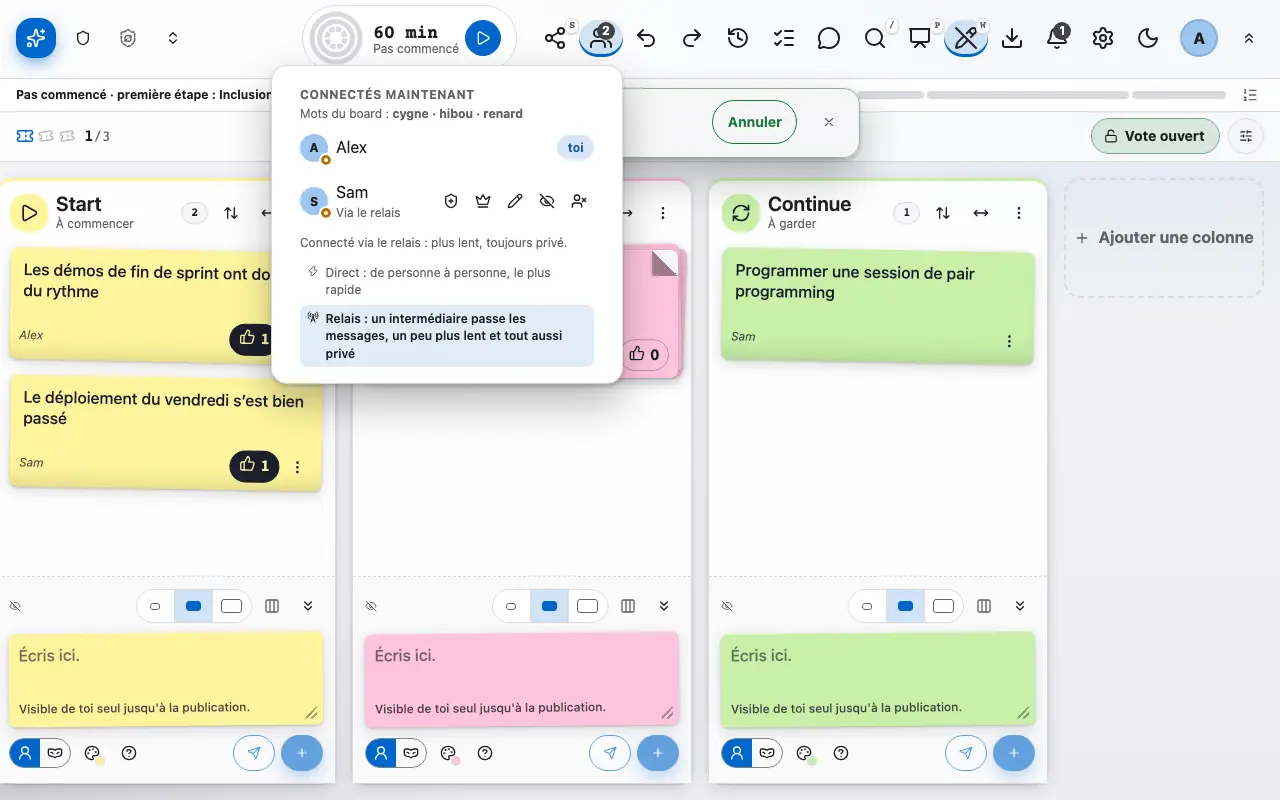 60 min
Pas commencé
S
2
/
P
W
1
A
Pas commencé · première étape : Inclusion
1/3
Annuler
Vote ouvert
CONNECTÉS MAINTENANT
Mots du board : cygne · hibou · renard
A
Alex
toi
S
Sam
Via le relais
Connecté via le relais : plus lent, toujours privé.
Direct : de personne à personne, le plus
rapide
Relais : un intermédiaire passe les
messages, un peu plus lent et tout aussi
privé
Start
À commencer
2
Les démos de fin de sprint ont do
du rythme
Alex
1
Le déploiement du vendredi s’est bien
passé
Sam
1
0
Continue
À garder
1
Programmer une session de pair
programming
Sam
+ Ajouter une colonne
Écris ici.
Visible de toi seul jusqu'à la publication.
Écris ici.
Visible de toi seul jusqu'à la publication.
Écris ici.
Visible de toi seul jusqu'à la publication.